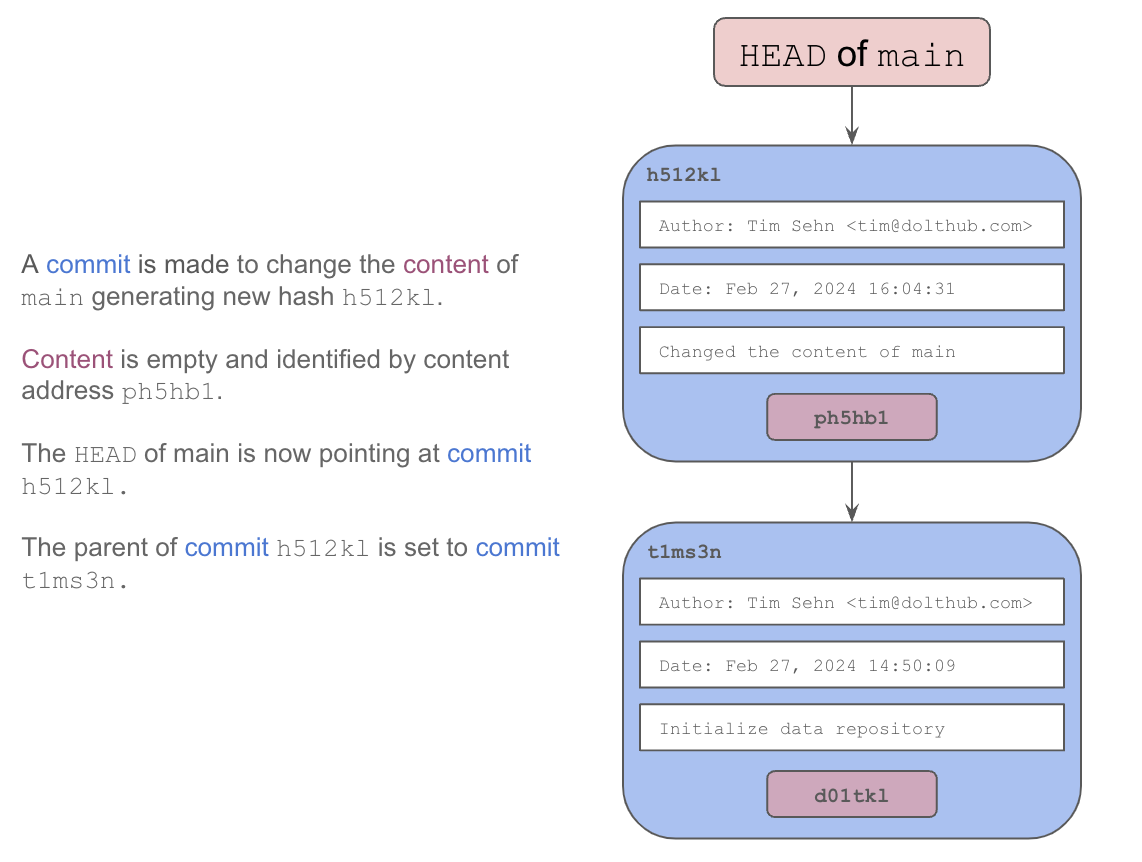 A commit is made to change the content of
main generating new hash h512kl.
Content is empty and identified by content
address ph5hb1.
The HEAD of main is now pointing at commit
h512kl.
The parent of commit h512kl is set to commit
t1ms3n.
HEAD of main
h512kl
Author: Tim Sehn <tim@dolthub.com>
Date: Feb 27, 2024 16:04:31
Changed the content of main
ph5hb1
t1ms3n
Author: Tim Sehn <tim@dolthub.com>
Date: Feb 27, 2024 14:50:09
Initialize data repository
d01tkl